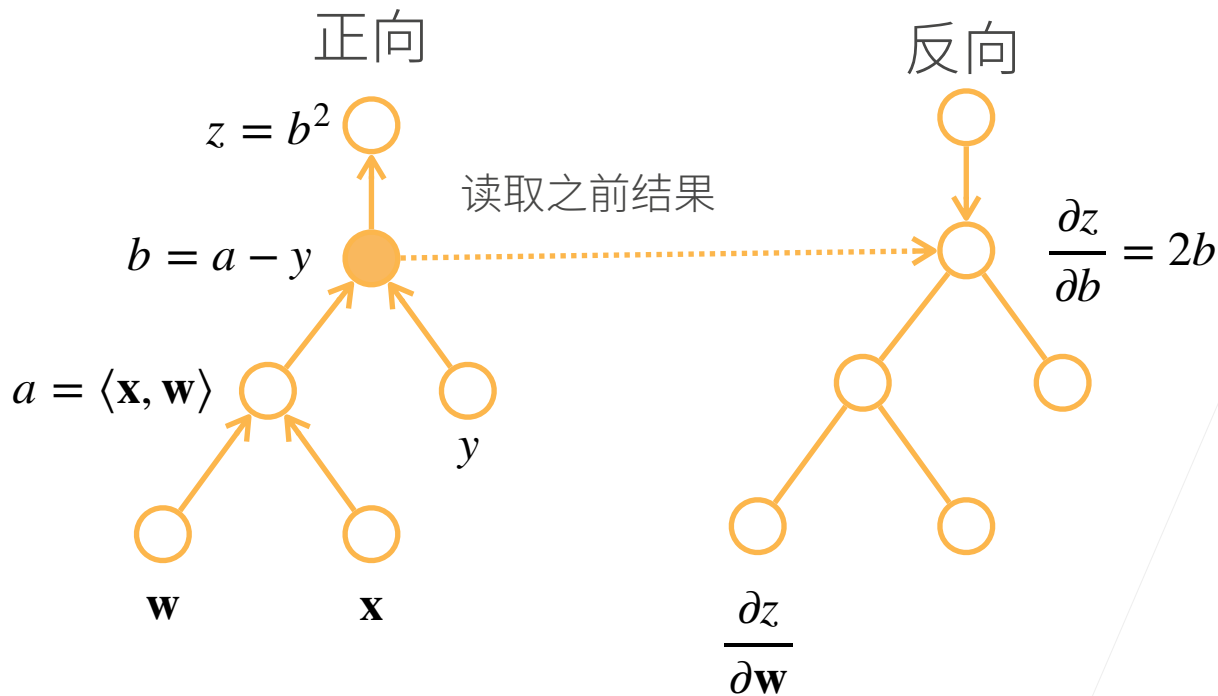 正向
反向
z = b²
读取之前结果
b = a − y
∂z/∂b = 2b
a = ⟨x, w⟩
y
w
x
∂z/∂w